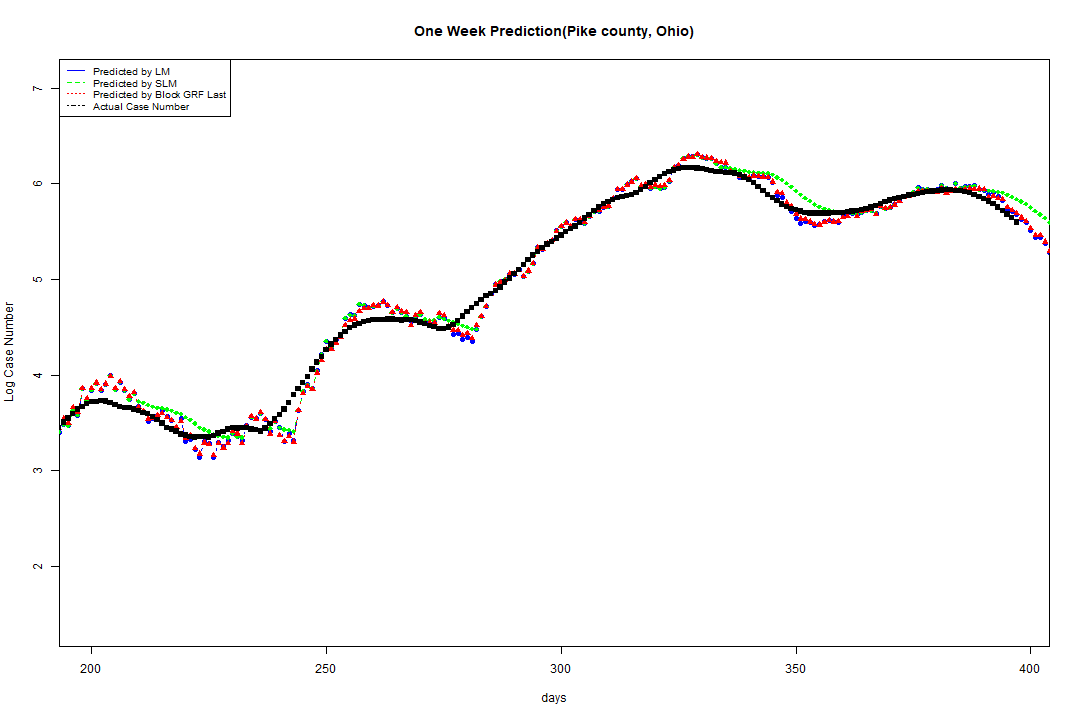 One Week Prediction(Pike county, Ohio)
Predicted by LM
Predicted by SLM
Predicted by Block GRF Last
Actual Case Number
7
6
5
4
3
2
Log Case Number
200 250 300 350 400
days